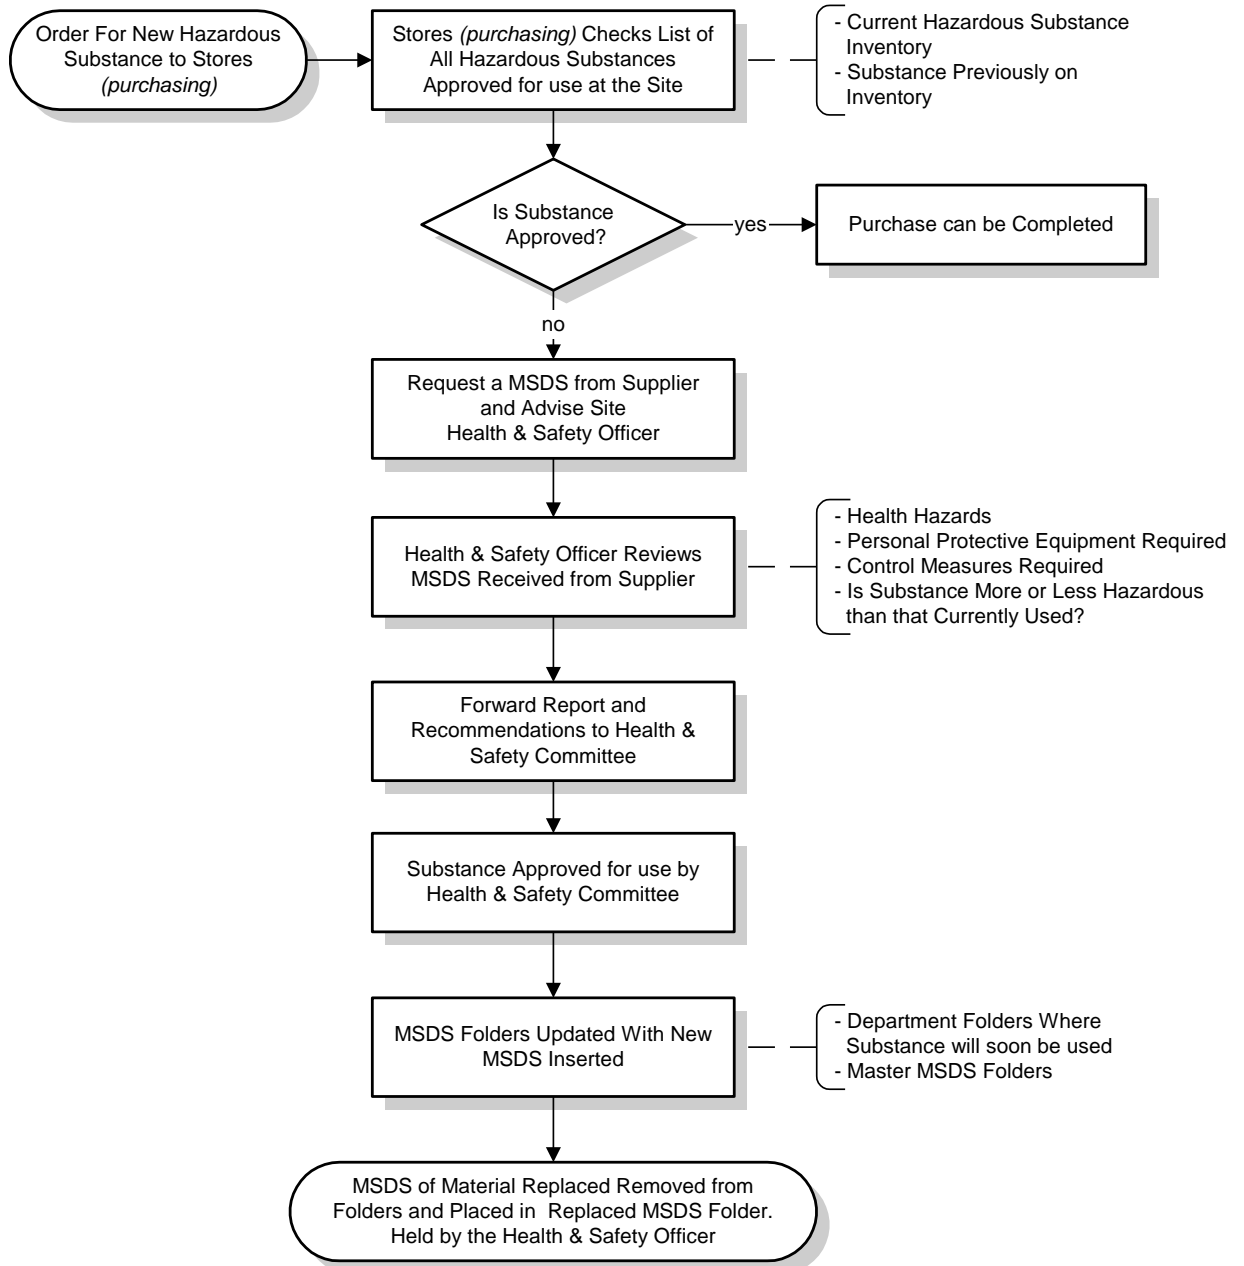 Order For New Hazardous
Substance to Stores
(purchasing)
Stores (purchasing) Checks List of
All Hazardous Substances
Approved for use at the Site
- Current Hazardous Substance
Inventory
- Substance Previously on
Inventory
Is Substance
Approved?
yes
Purchase can be Completed
no
Request a MSDS from Supplier
and Advise Site
Health & Safety Officer
Health & Safety Officer Reviews
MSDS Received from Supplier
- Health Hazards
- Personal Protective Equipment Required
- Control Measures Required
- Is Substance More or Less Hazardous
than that Currently Used?
Forward Report and
Recommendations to Health &
Safety Committee
Substance Approved for use by
Health & Safety Committee
MSDS Folders Updated With New
MSDS Inserted
- Department Folders Where
Substance will soon be used
- Master MSDS Folders
MSDS of Material Replaced Removed from
Folders and Placed in Replaced MSDS Folder.
Held by the Health & Safety Officer